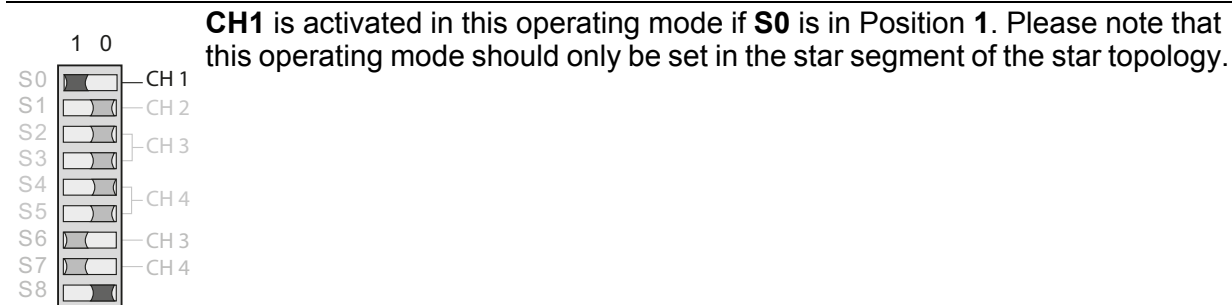 CH1 is activated in this operating mode if S0 is in Position 1. Please note that
this operating mode should only be set in the star segment of the star topology.
1 0
S0 CH 1
S1 CH 2
S2
CH 3
S3
S4
CH 4
S5
S6 CH 3
S7 CH 4
S8